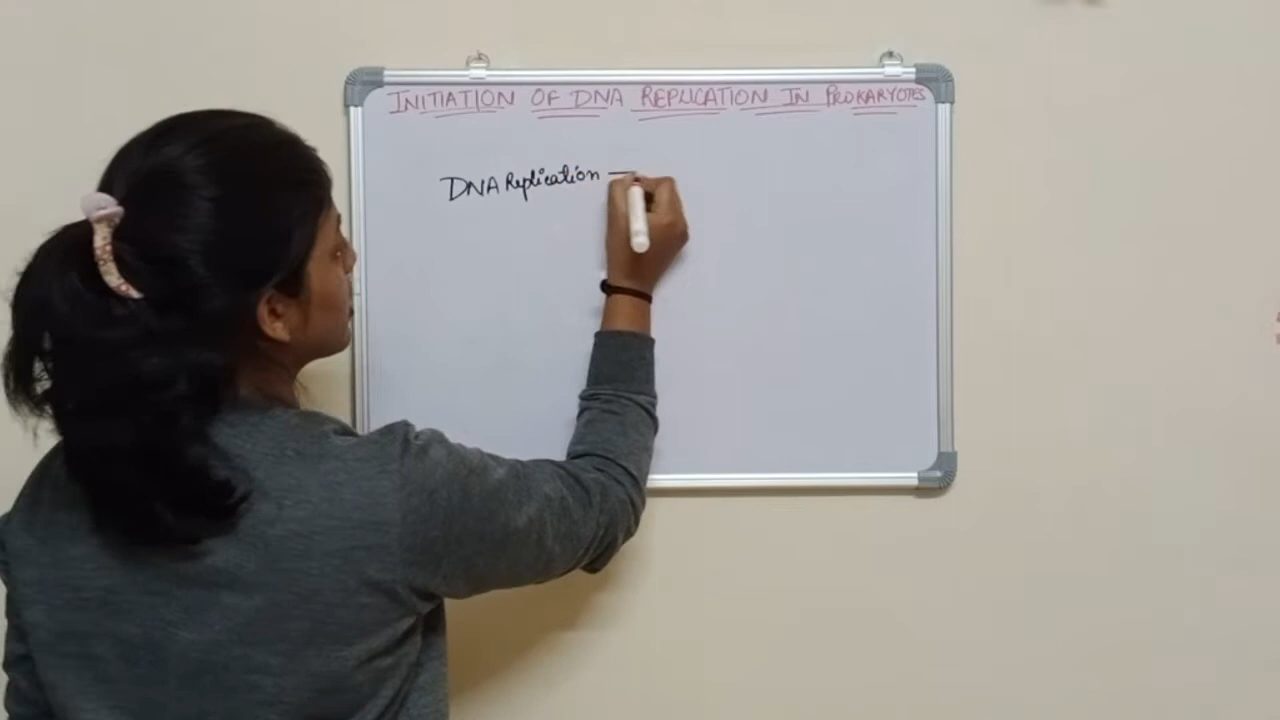 INITIATION OF DNA REPLICATION IN PROKARYOTES
DNA Replication –